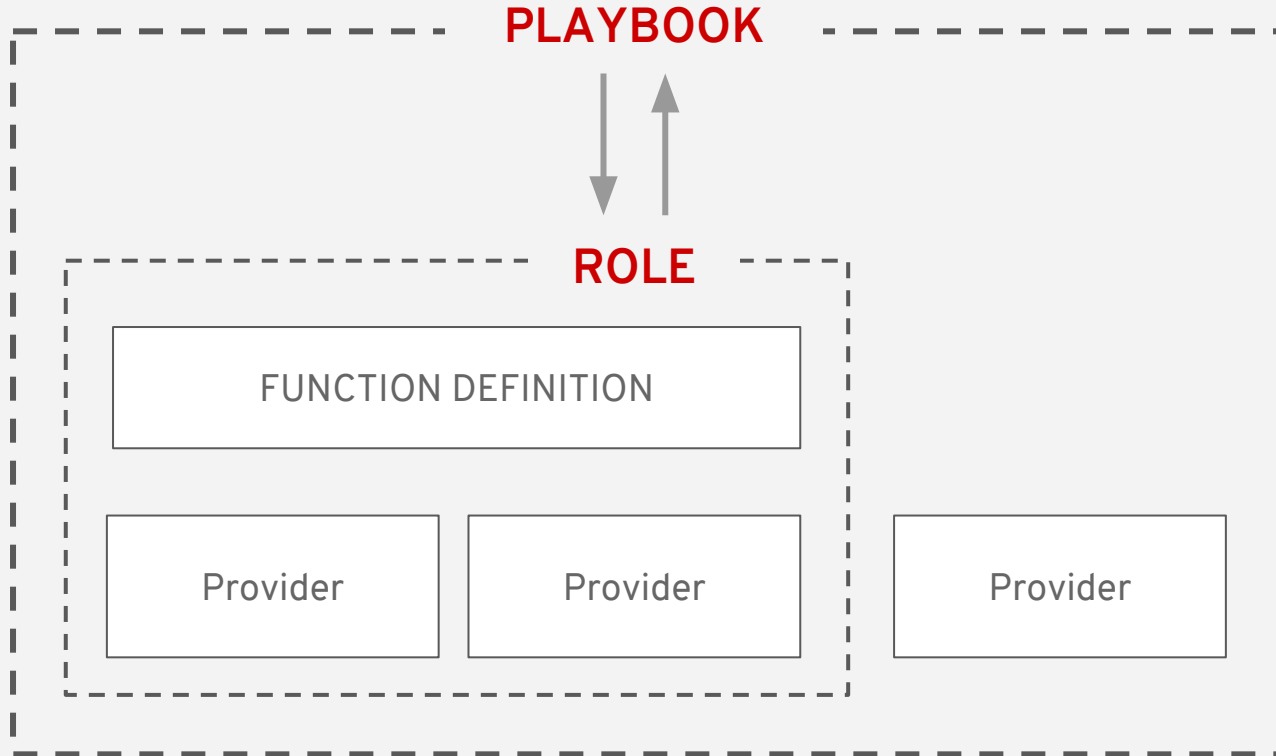 PLAYBOOK
ROLE
FUNCTION DEFINITION
Provider
Provider
Provider